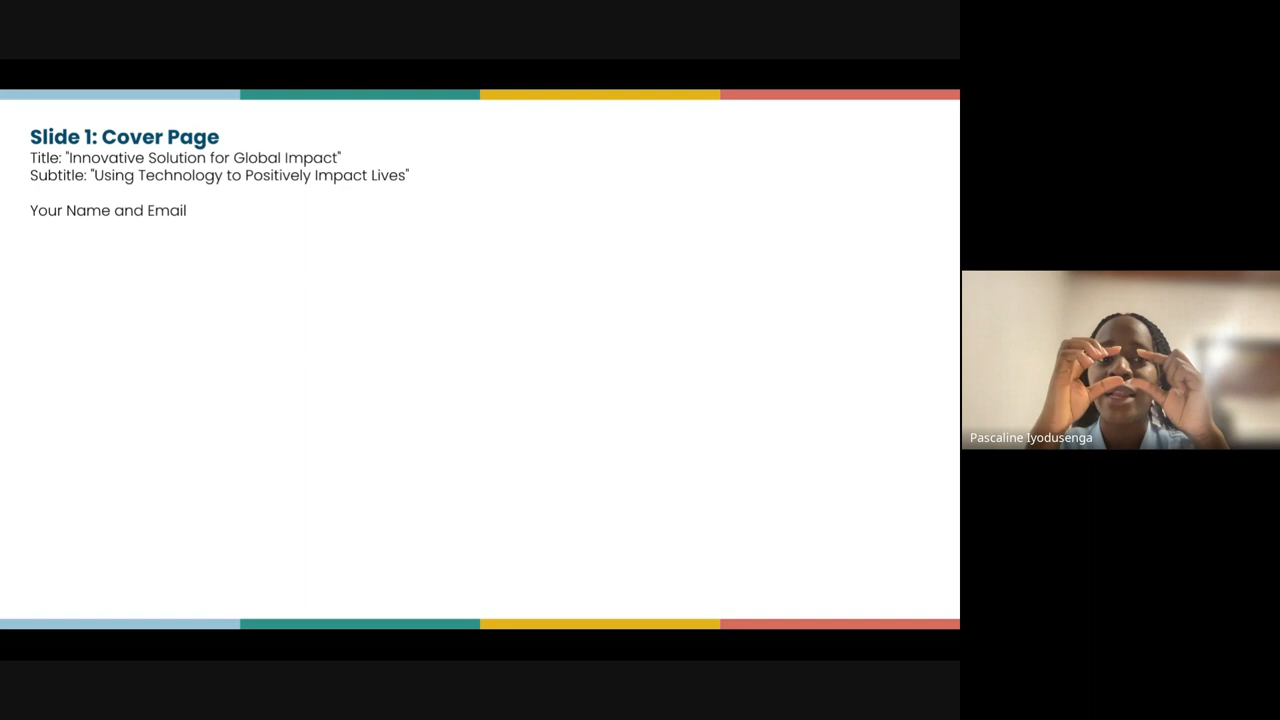 Slide 1: Cover Page
Title: "Innovative Solution for Global Impact"
Subtitle: "Using Technology to Positively Impact Lives"
Your Name and Email
Pascaline Iyodusenga